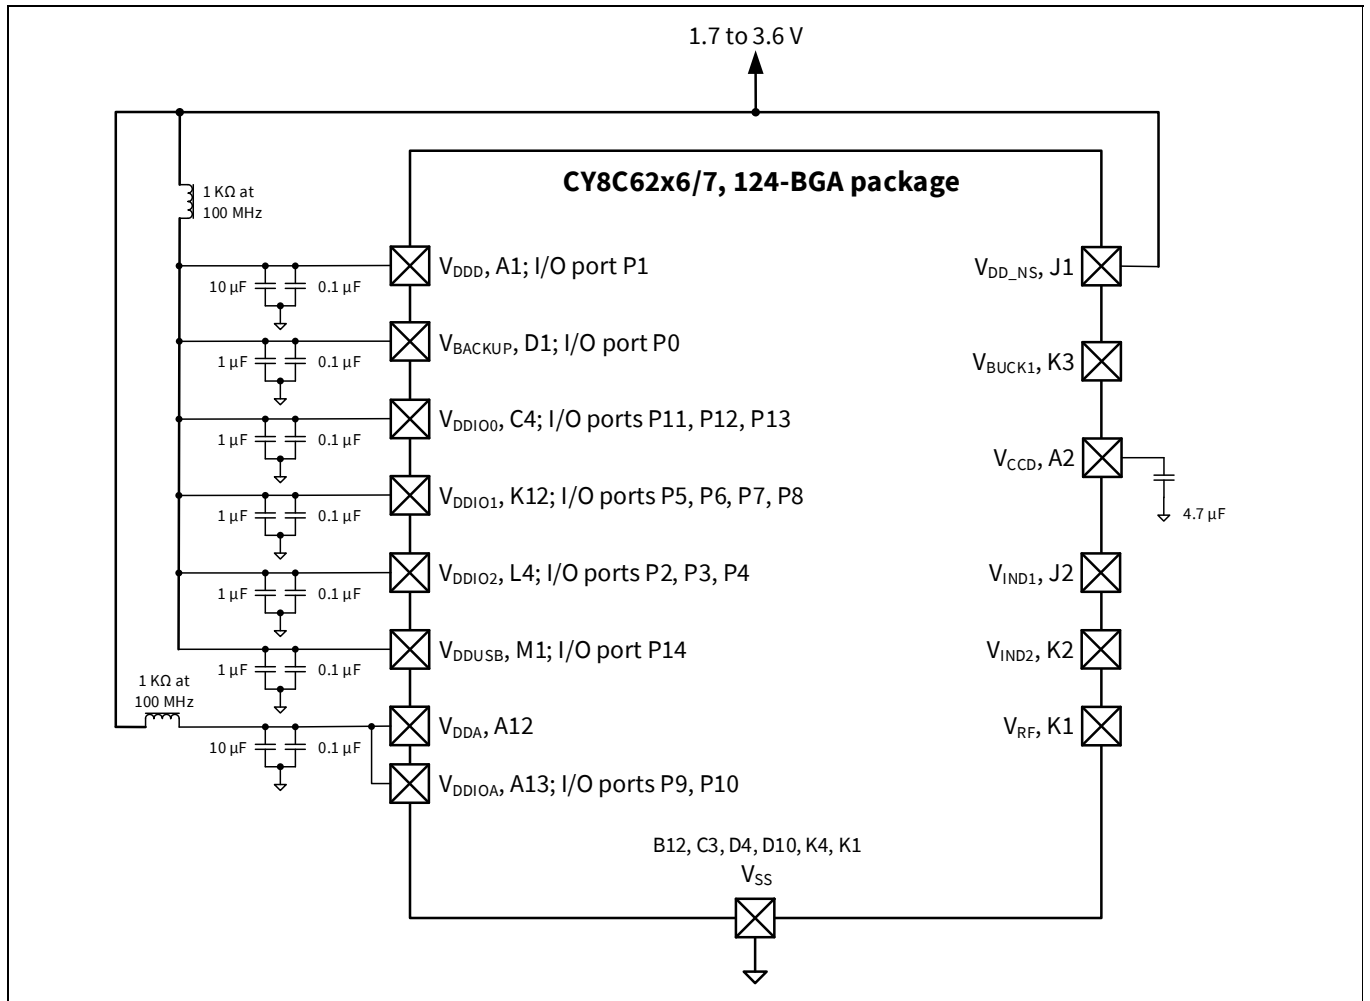 1.7 to 3.6 V
CY8C62x6/7, 124-BGA package
1 KΩ at
100 MHz
VDDD, A1; I/O port P1
10 µF
0.1 µF
VBACKUP, D1; I/O port P0
1 µF
0.1 µF
VDDIO0, C4; I/O ports P11, P12, P13
1 µF
0.1 µF
VDDIO1, K12; I/O ports P5, P6, P7, P8
1 µF
0.1 µF
VDDIO2, L4; I/O ports P2, P3, P4
1 µF
0.1 µF
VDDUSB, M1; I/O port P14
1 µF
0.1 µF
1 KΩ at
100 MHz
VDDA, A12
10 µF
0.1 µF
VDDIOA, A13; I/O ports P9, P10
VDD_NS, J1
VBUCK1, K3
VCCD, A2
4.7 µF
VIND1, J2
VIND2, K2
VRF, K1
B12, C3, D4, D10, K4, K1
VSS